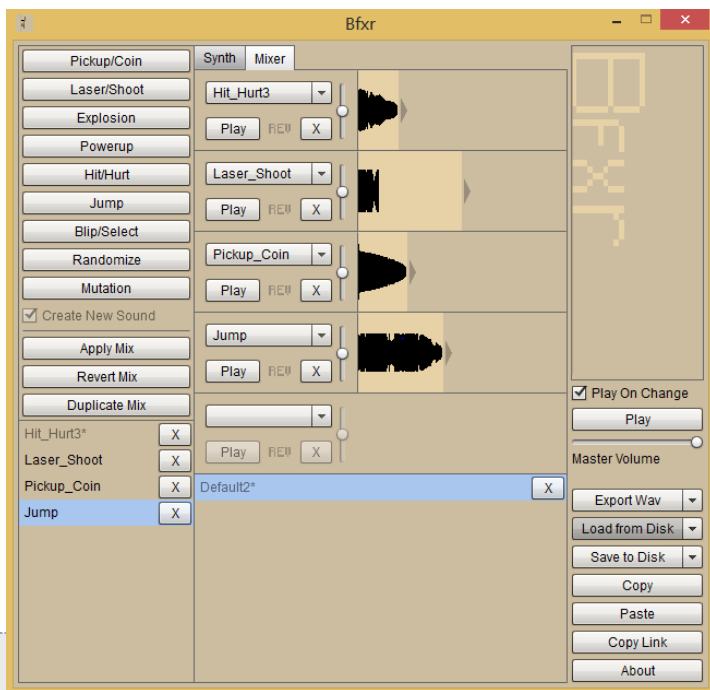 Bfxr
Pickup/Coin
Laser/Shoot
Explosion
Powerup
Hit/Hurt
Jump
Blip/Select
Randomize
Mutation
Create New Sound
Apply Mix
Revert Mix
Duplicate Mix
Hit_Hurt3* X
Laser_Shoot X
Pickup_Coin X
Jump X
Synth Mixer
Hit_Hurt3
Play REV X
Laser_Shoot
Play REV X
Pickup_Coin
Play REV X
Jump
Play REV X
Play REV X
Default2* X
Bfxr
Play On Change
Play
Master Volume
Export Wav
Load from Disk
Save to Disk
Copy
Paste
Copy Link
About